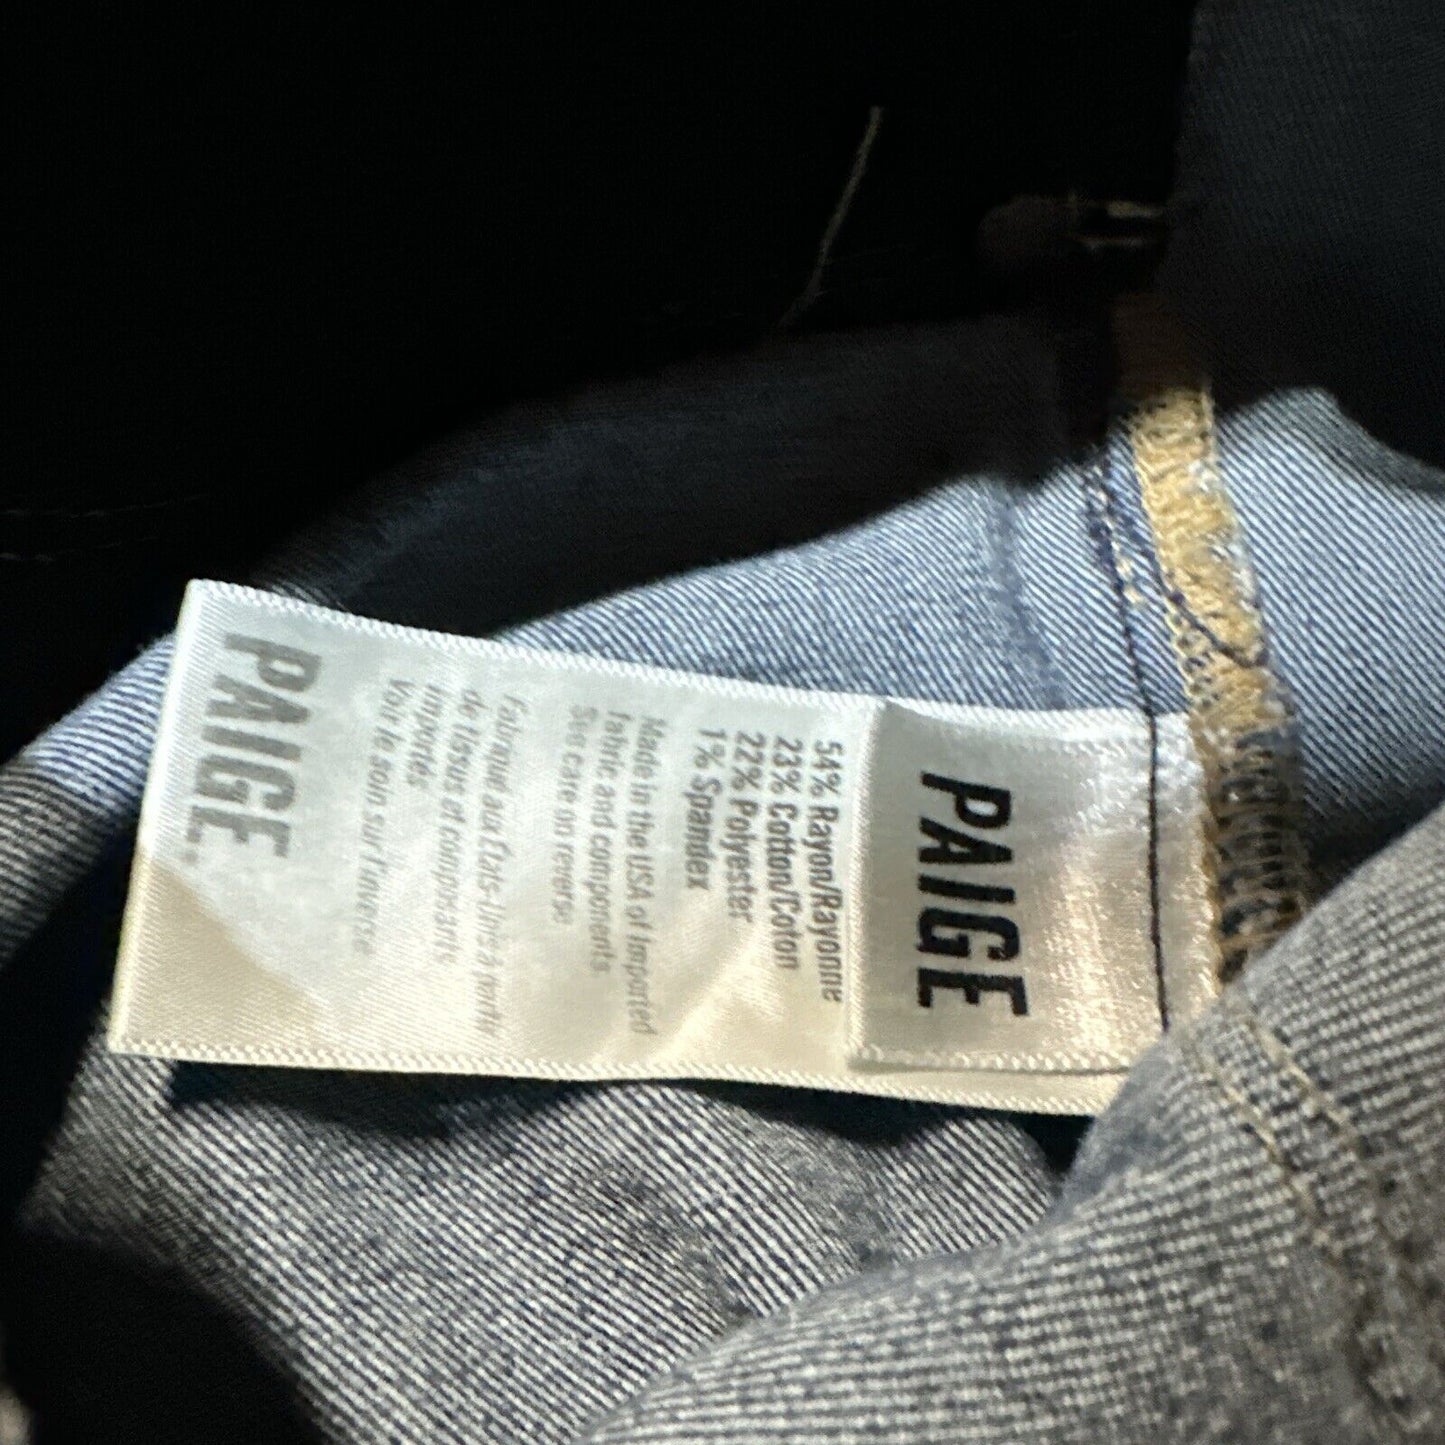 PAIGE
54% Rayon/Rayonne
23% Cotton/Coton
22% Polyester
1% Spandex
Made in the USA of imported
fabric and components
See care on reverse
Fabriqué aux États-Unis à partir
de tissus et composants
importés
Voir le soin sur l'inverse
PAIGE